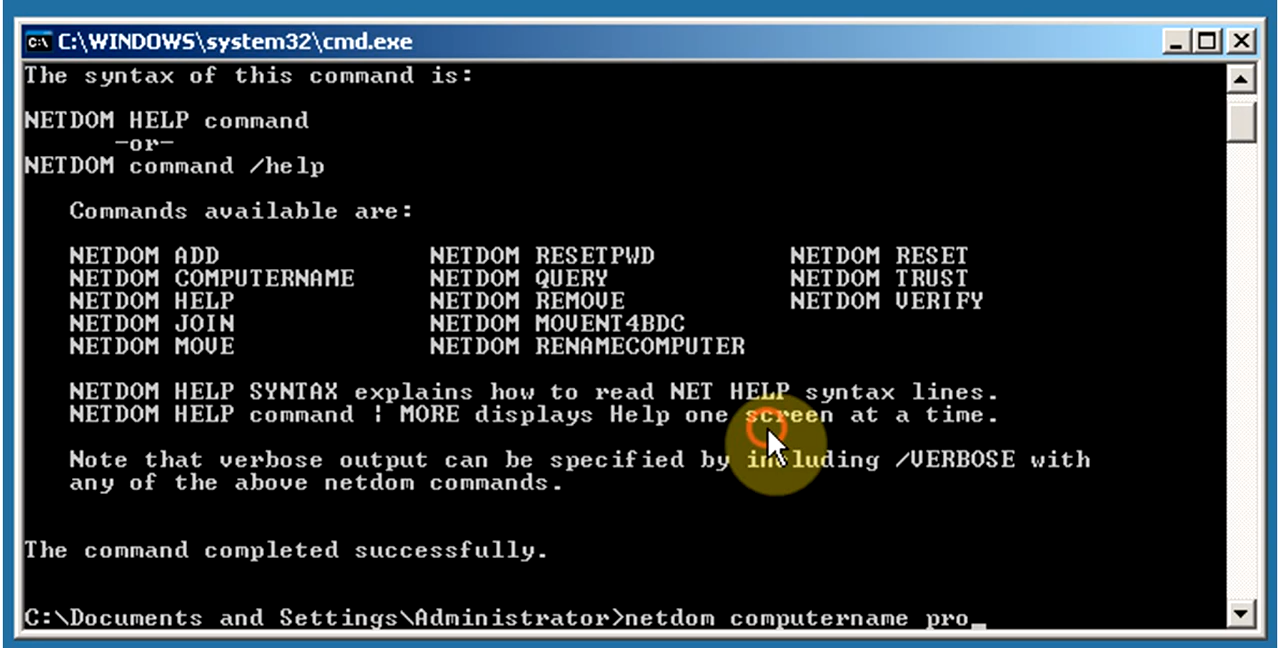 C:\WINDOWS\system32\cmd.exe
The syntax of this command is:
NETDOM HELP command
-or-
NETDOM command /help
Commands available are:
NETDOM ADD NETDOM RESETPWD NETDOM RESET
NETDOM COMPUTERNAME NETDOM QUERY NETDOM TRUST
NETDOM HELP NETDOM REMOVE NETDOM VERIFY
NETDOM JOIN NETDOM MOVENT4BDC
NETDOM MOVE NETDOM RENAMECOMPUTER
NETDOM HELP SYNTAX explains how to read NET HELP syntax lines.
NETDOM HELP command ¦ MORE displays Help one screen at a time.
Note that verbose output can be specified by including /VERBOSE with
any of the above netdom commands.
The command completed successfully.
C:\Documents and Settings\Administrator>netdom computername pro_